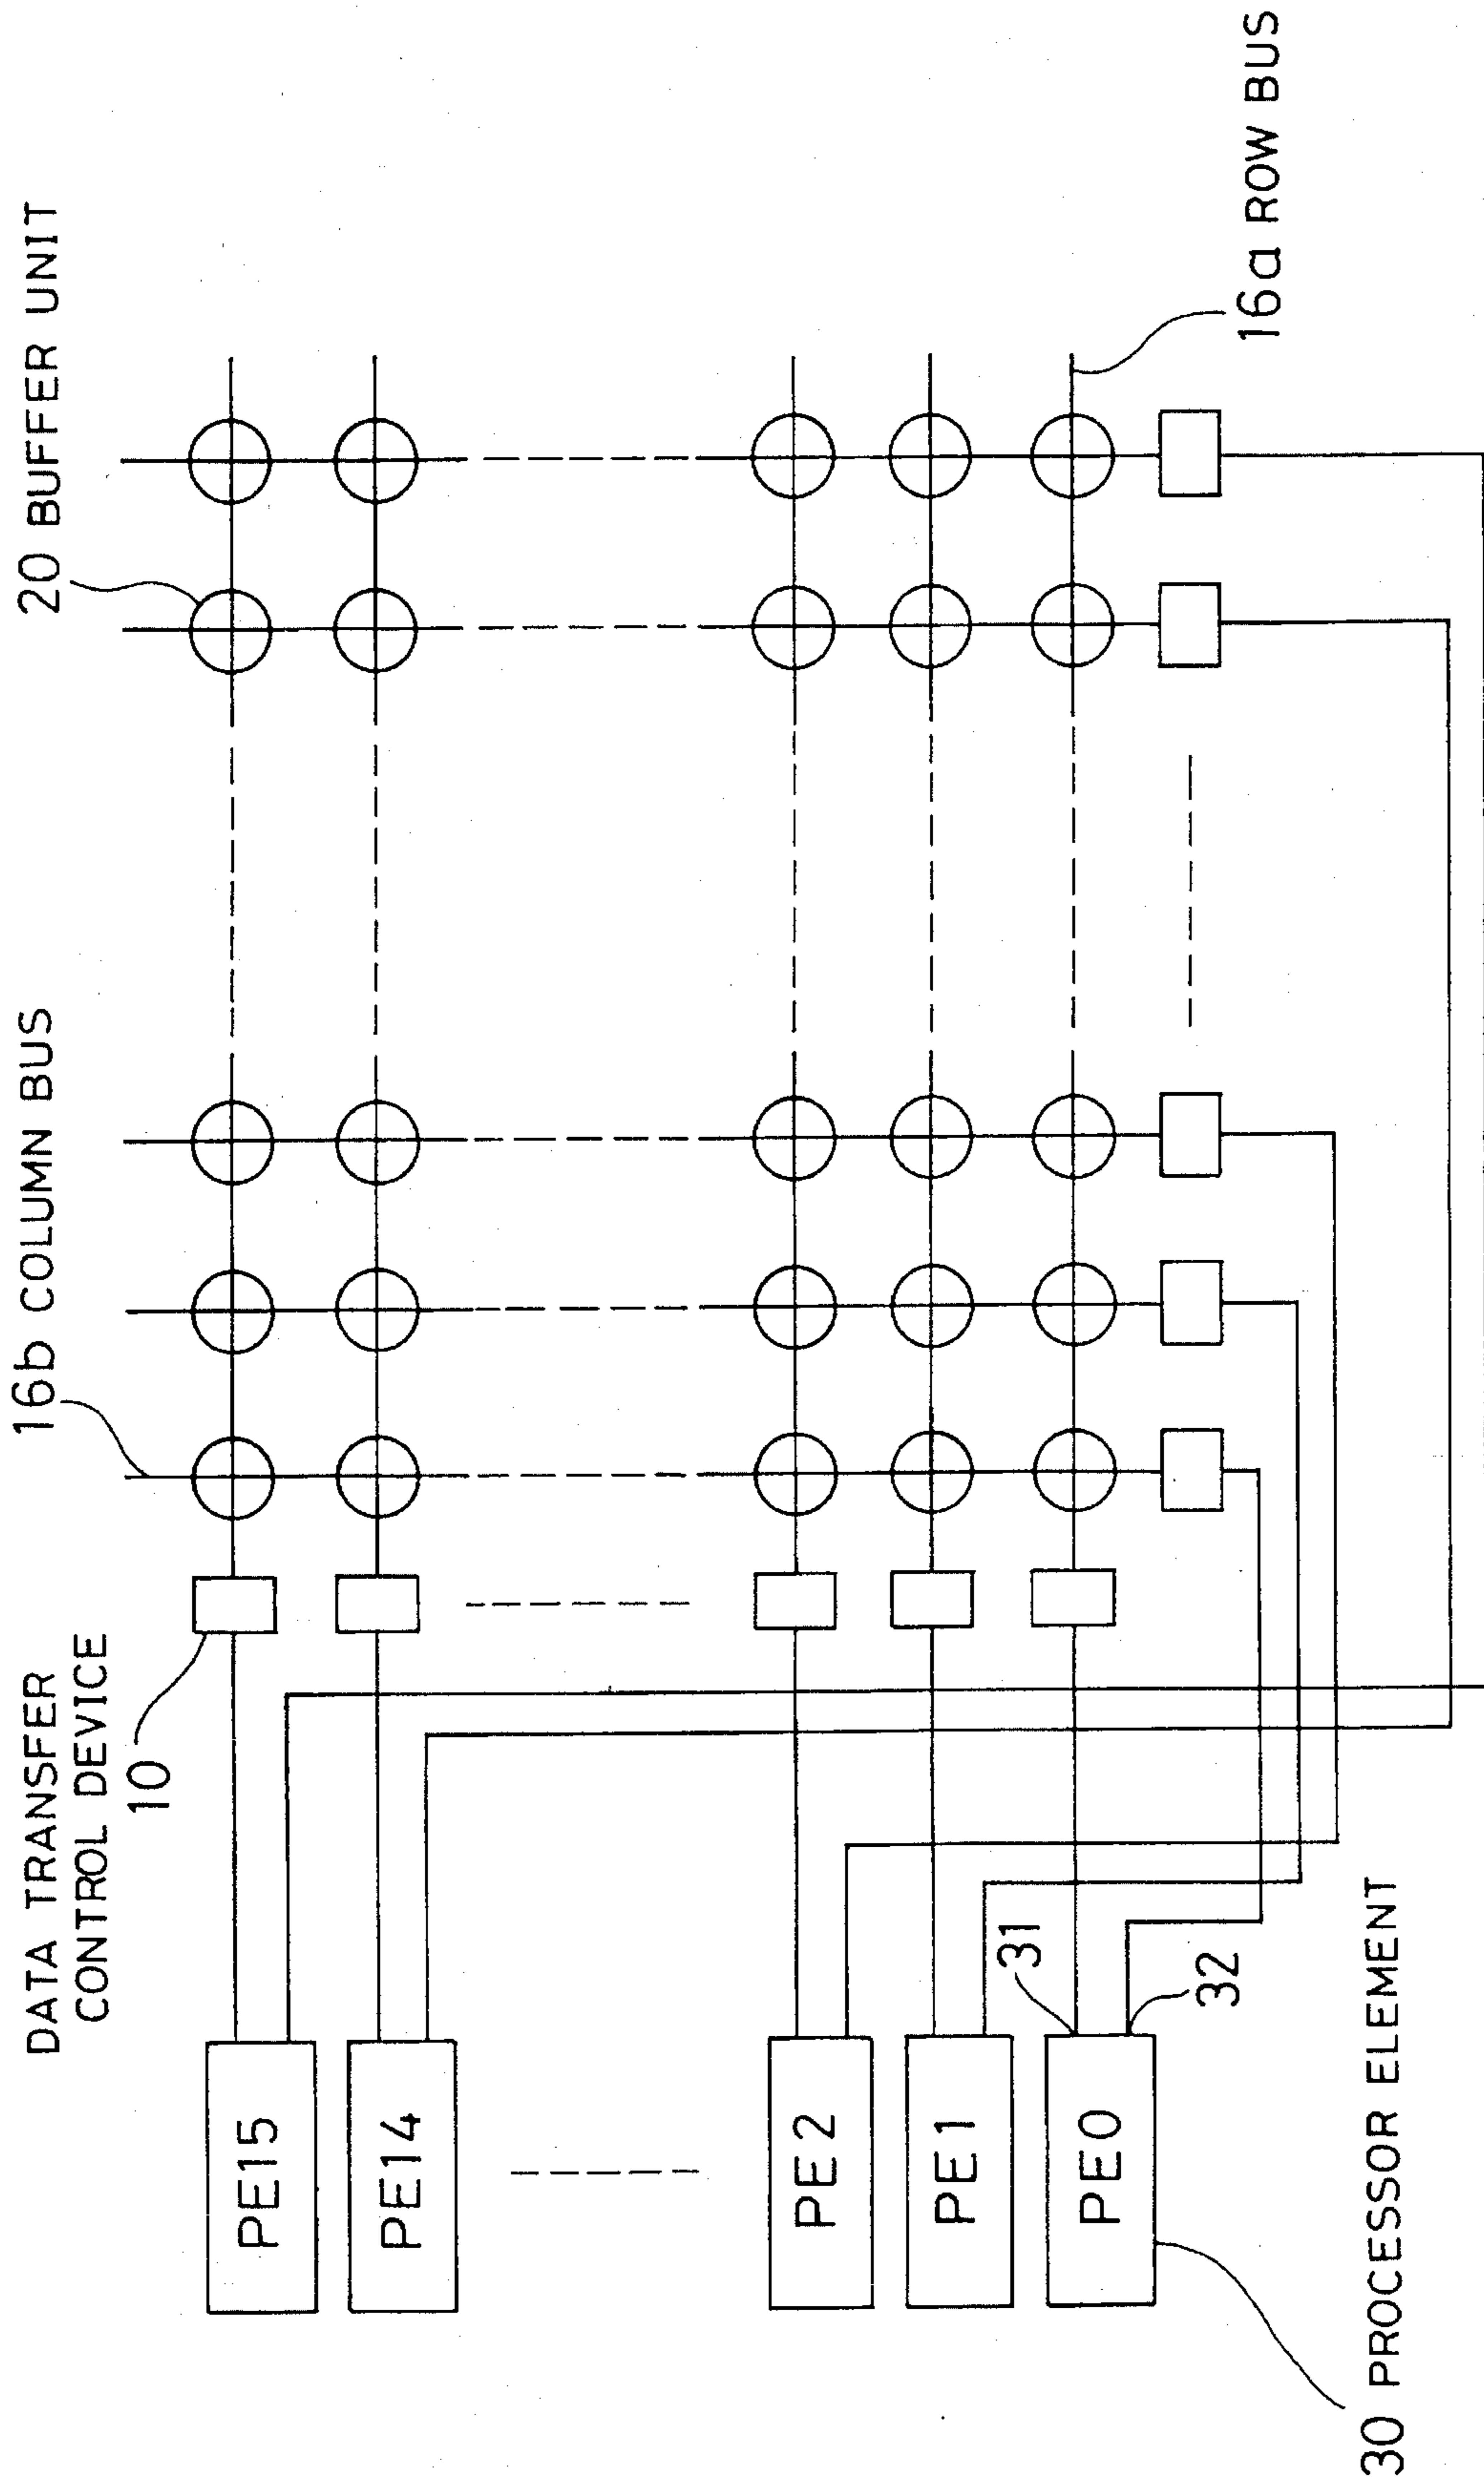 DATA TRANSFER
CONTROL DEVICE
10
16b COLUMN BUS
20 BUFFER UNIT
PE15
PE14
PE2
PE1
PE0
31
32
30 PROCESSOR ELEMENT
16a ROW BUS